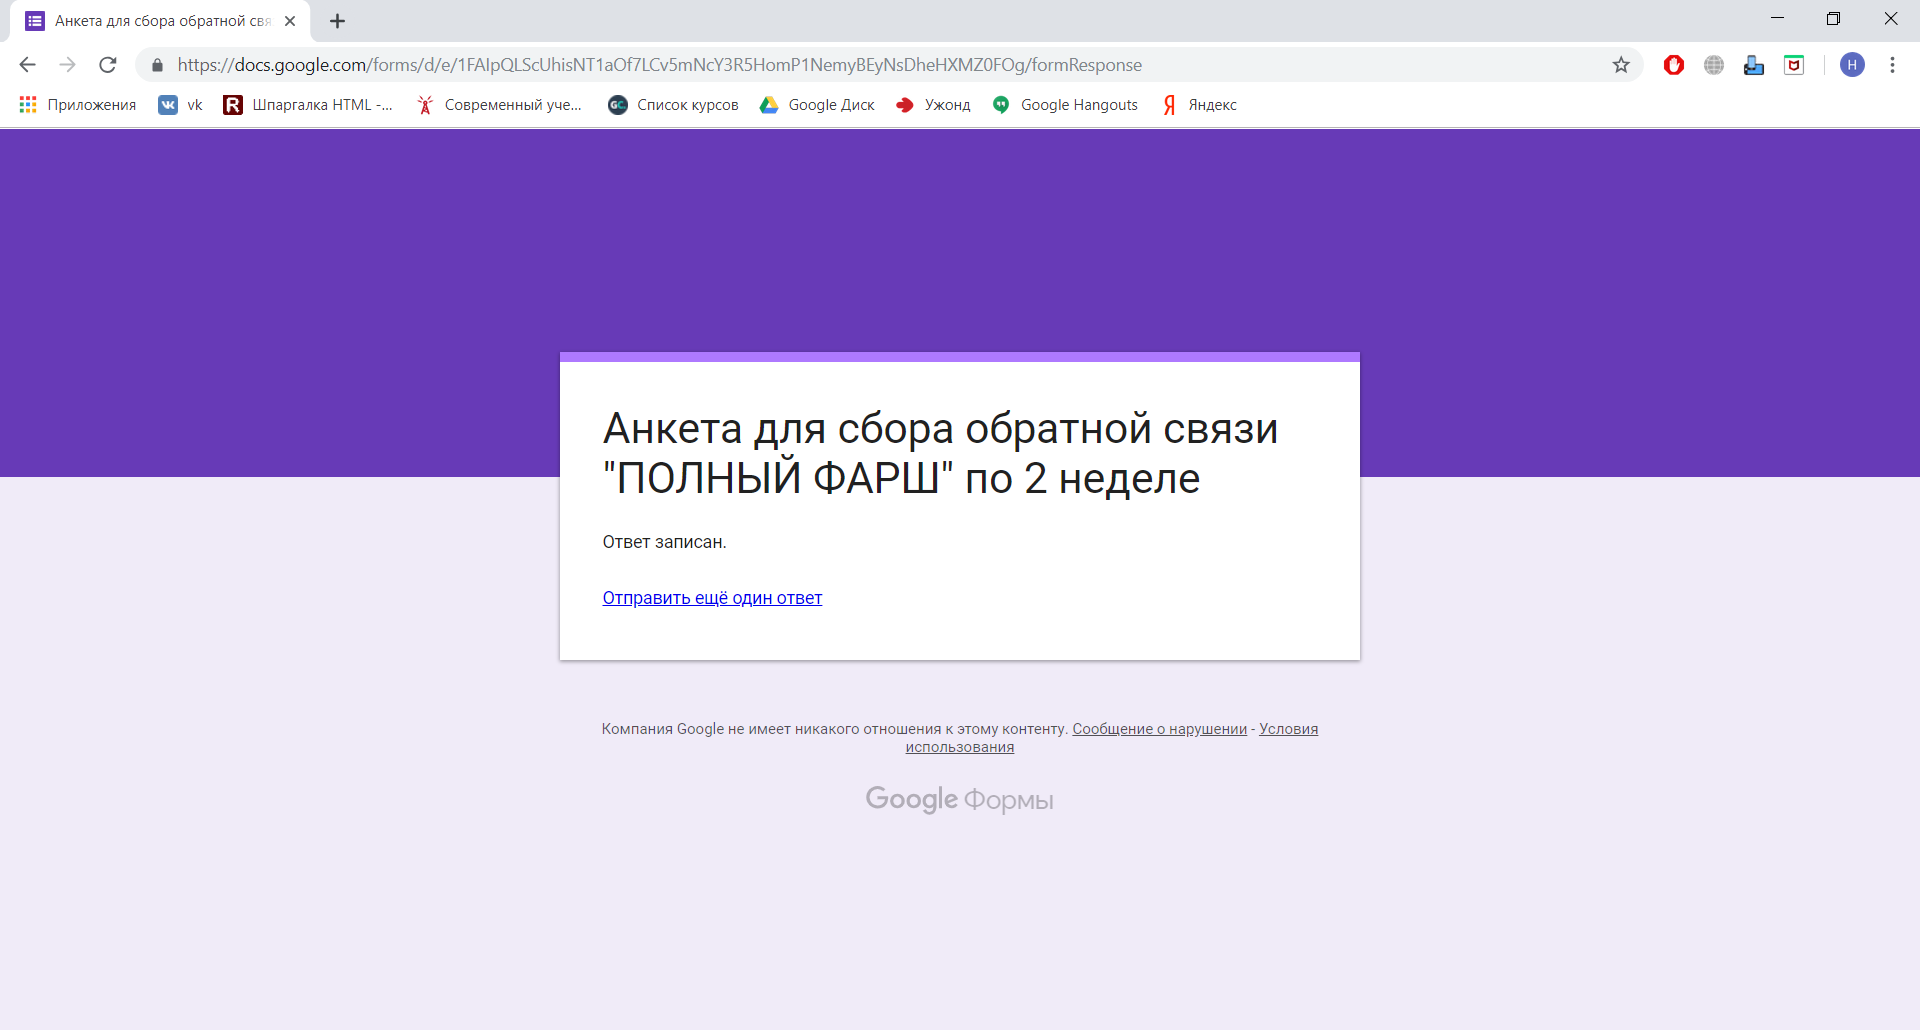 Анкета для сбора обратной свя
https://docs.google.com/forms/d/e/1FAIpQLScUhisNT1aOf7LCv5mNcY3R5HomP1NemyBEyNsDheHXMZ0FOg/formResponse
Н
Приложения vk Шпаргалка HTML -... Современный уче... Список курсов Google Диск Ужонд Google Hangouts Яндекс
Анкета для сбора обратной связи
"ПОЛНЫЙ ФАРШ" по 2 неделе
Ответ записан.
Отправить ещё один ответ
Компания Google не имеет никакого отношения к этому контенту. Сообщение о нарушении - Условия
использования
Google Формы